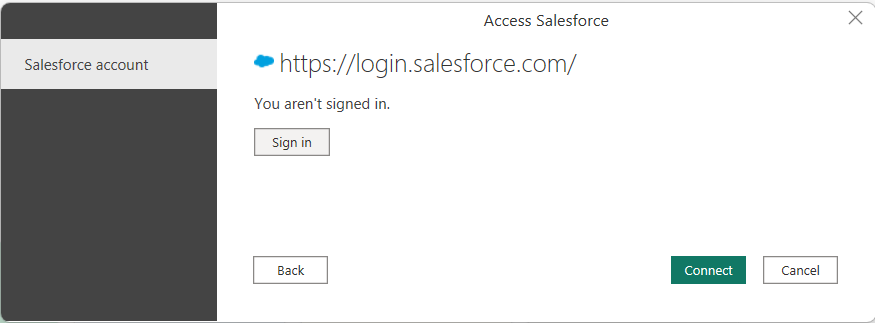 Access Salesforce
Salesforce account
https://login.salesforce.com/
You aren't signed in.
Sign in
Back
Connect
Cancel